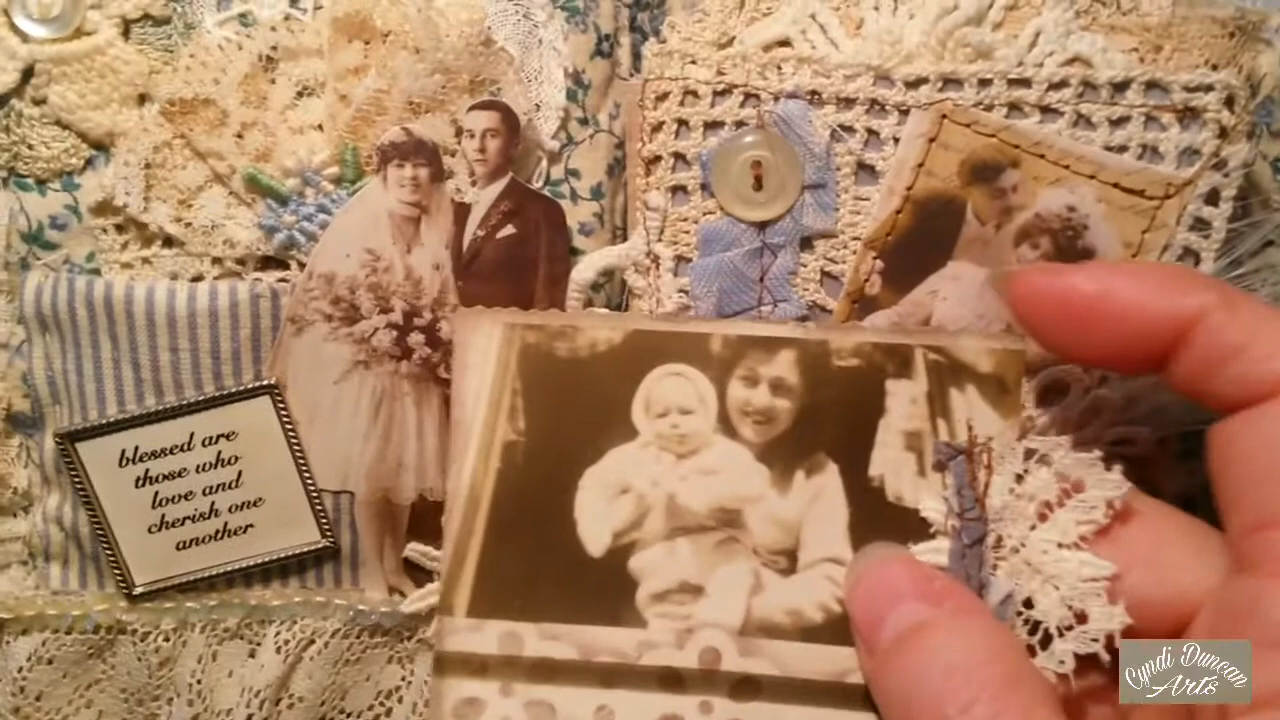 blessed are
those who
love and
cherish one
another
Cyndi Duncan
Arts